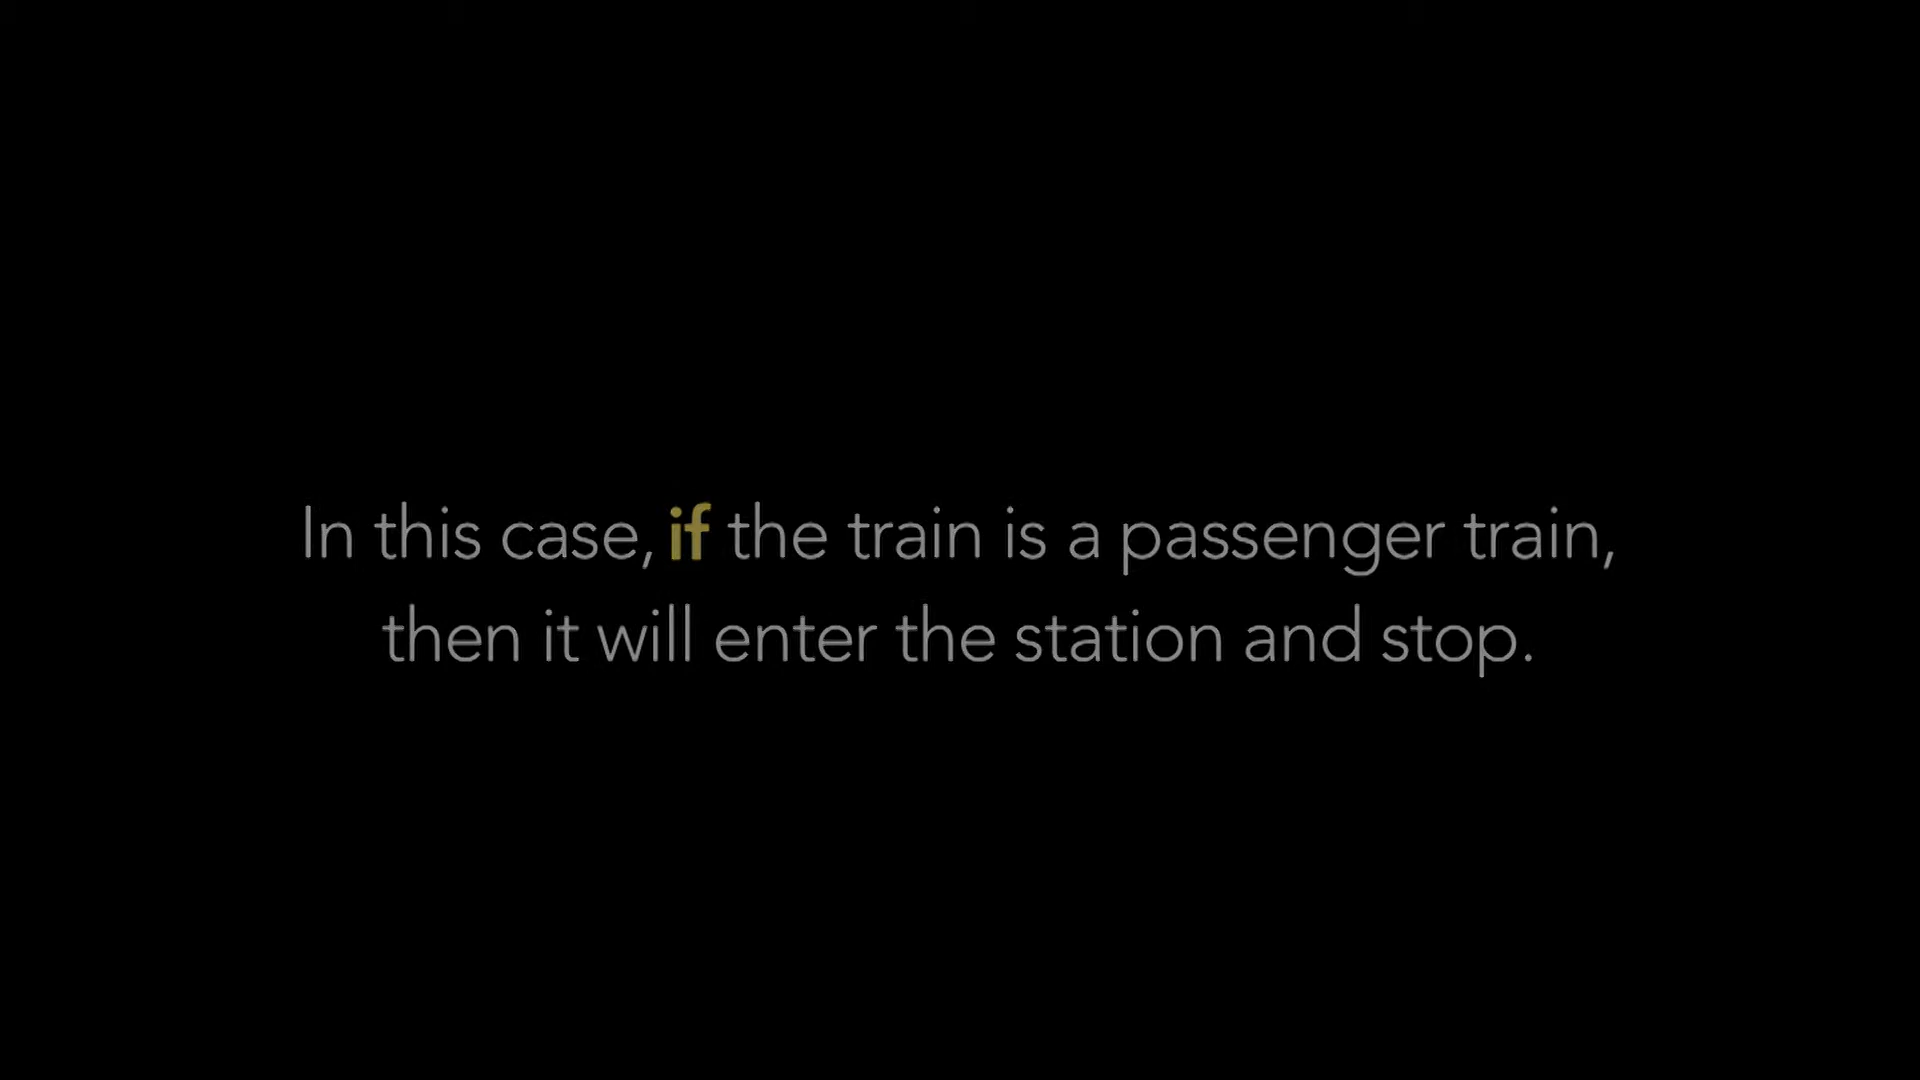 In this case, if the train is a passenger train,
then it will enter the station and stop.